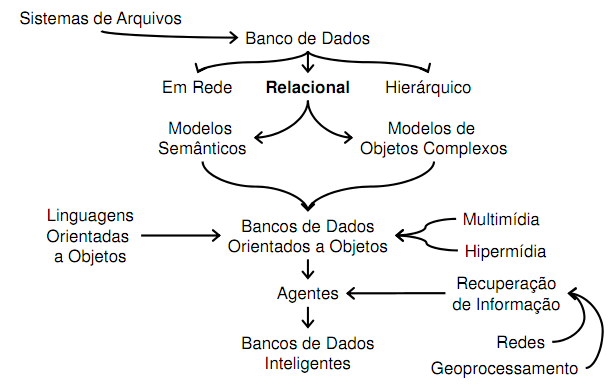 Sistemas de Arquivos
Banco de Dados
Em Rede
Relacional
Hierárquico
Modelos
Semânticos
Modelos de
Objetos Complexos
Linguagens
Orientadas
a Objetos
Bancos de Dados
Orientados a Objetos
Multimídia
Hipermídia
Agentes
Recuperação
de Informação
Bancos de Dados
Inteligentes
Redes
Geoprocessamento